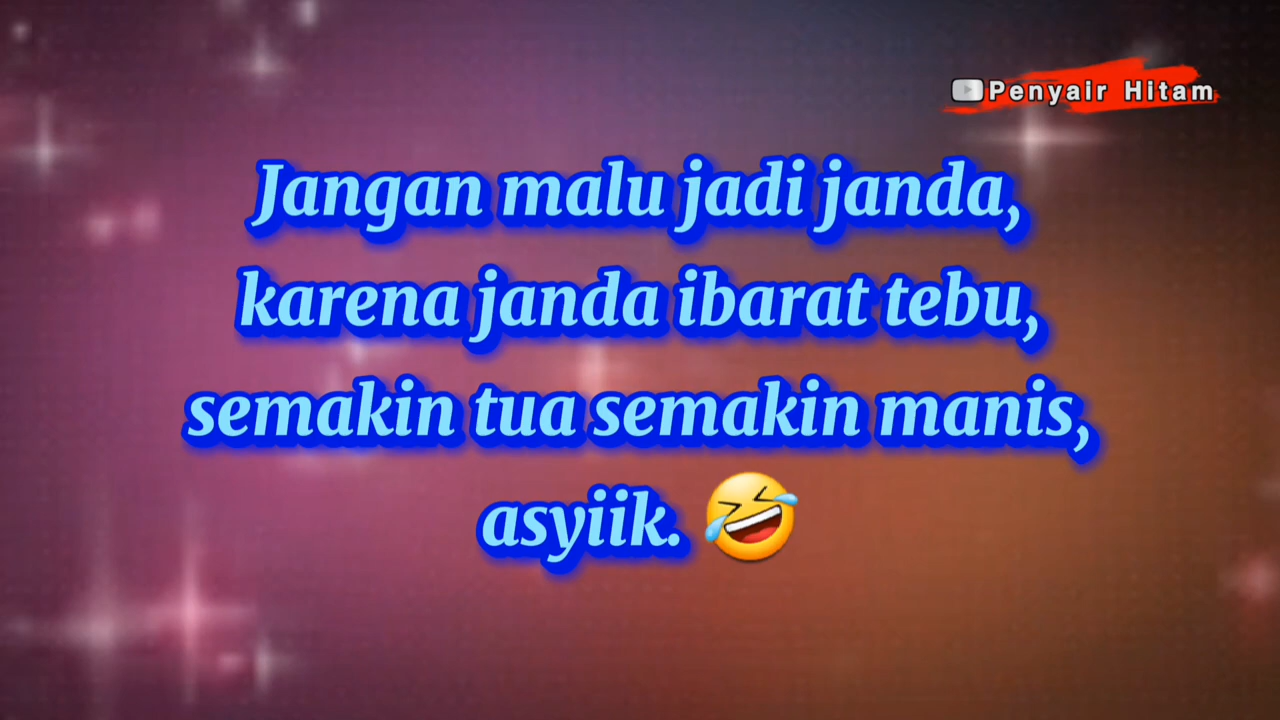 Penyair Hitam
Jangan malu jadi janda,
karena janda ibarat tebu,
semakin tua semakin manis,
asyiik. 🤣